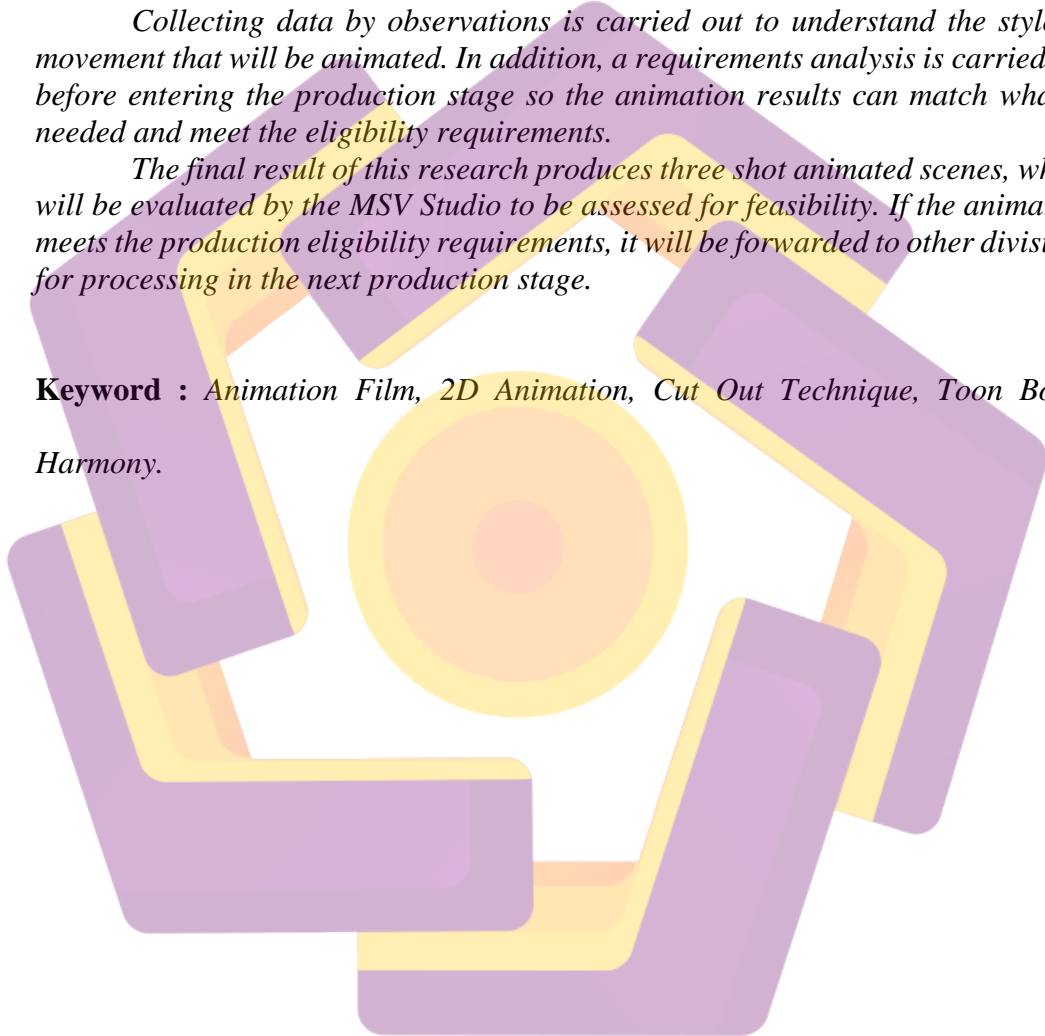 Collecting data by observations is carried out to understand the style
movement that will be animated. In addition, a requirements analysis is carried
before entering the production stage so the animation results can match wha
needed and meet the eligibility requirements.
The final result of this research produces three shot animated scenes, wh
will be evaluated by the MSV Studio to be assessed for feasibility. If the anima
meets the production eligibility requirements, it will be forwarded to other divisi
for processing in the next production stage.
Keyword : Animation Film, 2D Animation, Cut Out Technique, Toon Bo
Harmony.